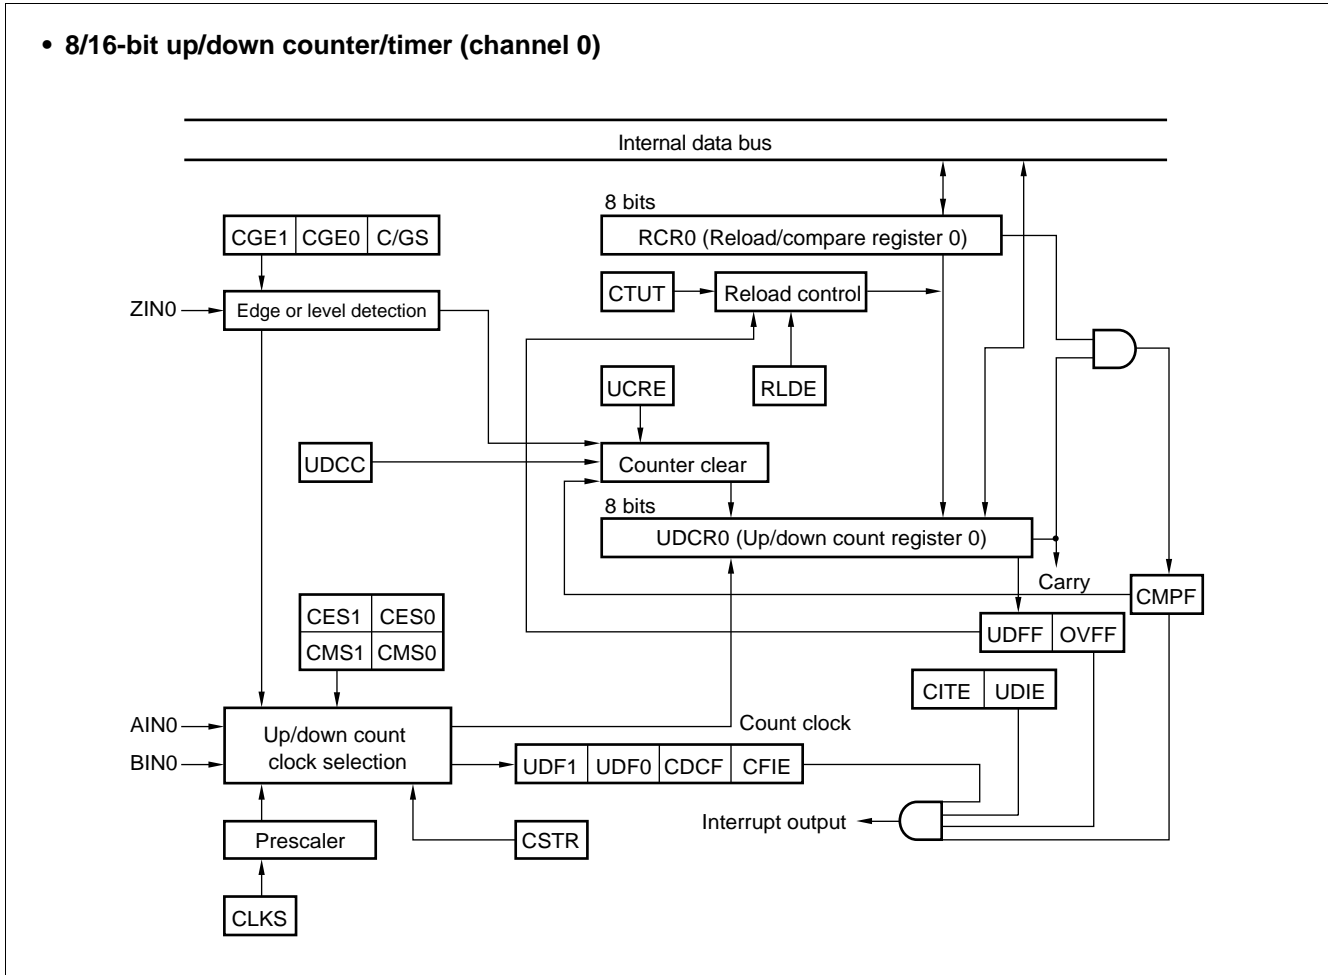 • 8/16-bit up/down counter/timer (channel 0)
Internal data bus
8 bits
CGE1 CGE0 C/GS
RCR0 (Reload/compare register 0)
CTUT
Reload control
ZIN0
Edge or level detection
UCRE
RLDE
UDCC
Counter clear
8 bits
UDCR0 (Up/down count register 0)
Carry
CMPF
CES1 CES0
CMS1 CMS0
UDFF OVFF
CITE UDIE
AIN0
BIN0
Up/down count
clock selection
Count clock
UDF1 UDF0 CDCF CFIE
Interrupt output
Prescaler
CSTR
CLKS